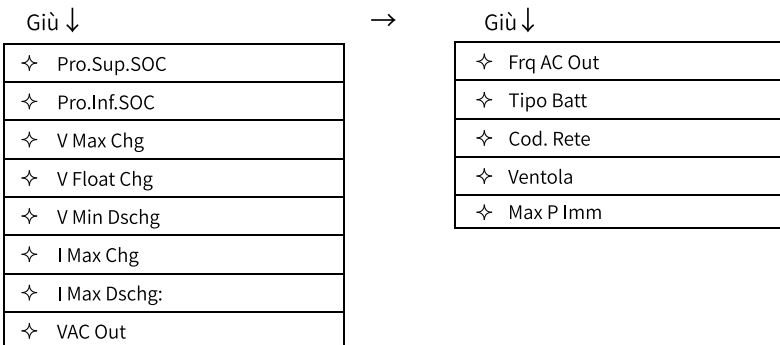 Giù ↓
✧ Pro.Sup.SOC
✧ Pro.Inf.SOC
✧ V Max Chg
✧ V Float Chg
✧ V Min Dschg
✧ I Max Chg
✧ I Max Dschg:
✧ VAC Out
→
Giù ↓
✧ Frq AC Out
✧ Tipo Batt
✧ Cod. Rete
✧ Ventola
✧ Max P Imm